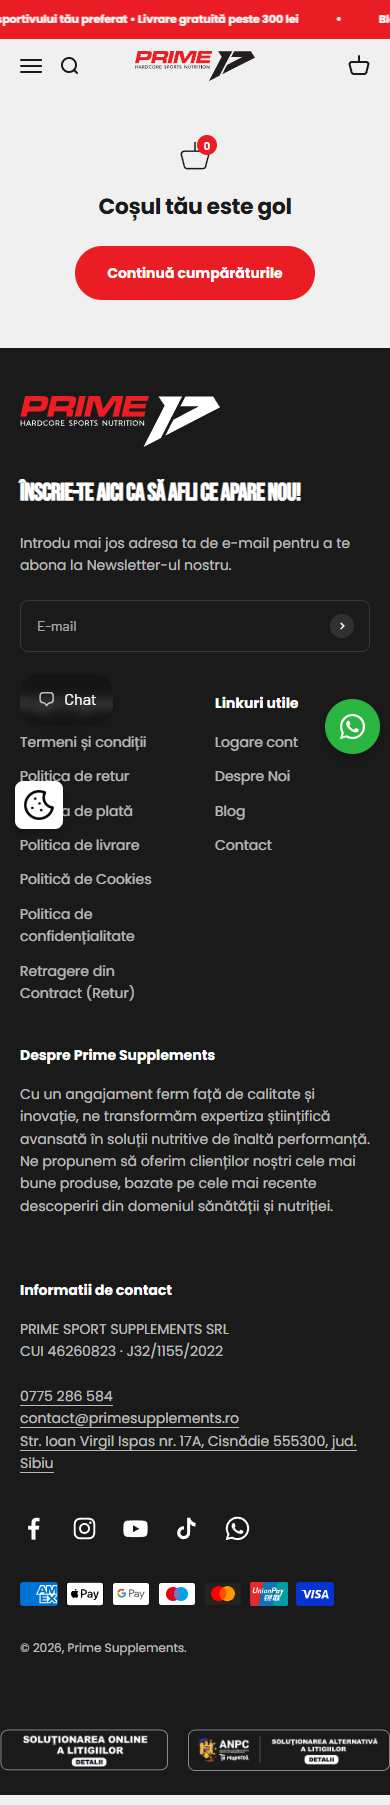 sportivului tău preferat • Livrare gratuită peste 300 lei • Bl
PRIME
HARDCORE SPORTS NUTRITION
0
Coșul tău este gol
Continuă cumpărăturile
PRIME
HARDCORE SPORTS NUTRITION
ÎNSCRIE-TE AICI CA SĂ AFLI CE APARE NOU!
Introdu mai jos adresa ta de e-mail pentru a te
abona la Newsletter-ul nostru.
E-mail
Chat
Termeni și condiții
Politica de retur
a de plată
Politica de livrare
Politică de Cookies
Politica de
confidențialitate
Retragere din
Contract (Retur)
Linkuri utile
Logare cont
Despre Noi
Blog
Contact
Despre Prime Supplements
Cu un angajament ferm față de calitate și
inovație, ne transformăm expertiza științifică
avansată în soluții nutritive de înaltă performanță.
Ne propunem să oferim clienților noștri cele mai
bune produse, bazate pe cele mai recente
descoperiri din domeniul sănătății și nutriției.
Informatii de contact
PRIME SPORT SUPPLEMENTS SRL
CUI 46260823 · J32/1155/2022
0775 286 584
contact@primesupplements.ro
Str. Ioan Virgil Ispas nr. 17A, Cisnădie 555300, jud.
Sibiu
AMEX Pay G Pay UnionPay 银联 VISA
© 2026, Prime Supplements.
SOLUȚIONAREA ONLINE
A LITIGIILOR
DETALII
ANPC
SOLUȚIONAREA ALTERNATIVĂ
A LITIGIILOR
DETALII